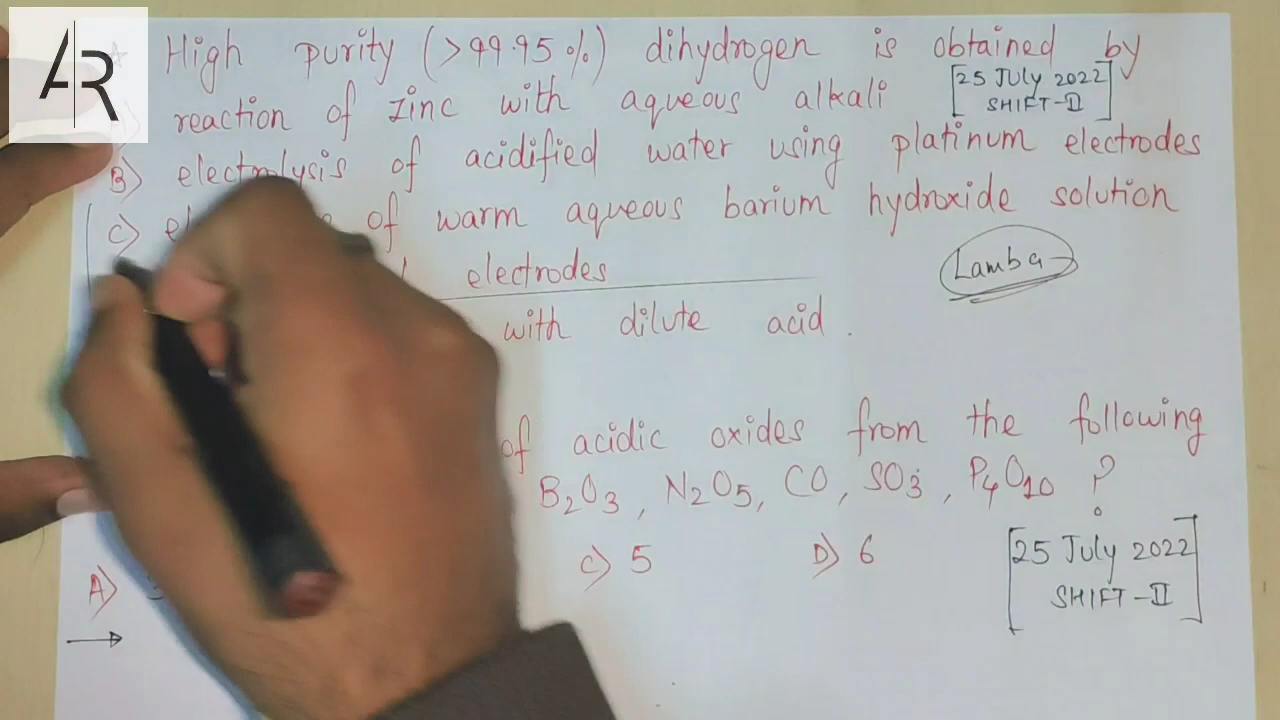 AR
High purity (>99.95%) dihydrogen is obtained by
reaction of zinc with aqueous alkali [25 JULY 2022
SHIFT-II]
B) electrolysis of acidified water using platinum electrodes
C) of warm aqueous barium hydroxide solution
electrodes
Lamba
with dilute acid.
of acidic oxides from the following
B2O3, N2O5, CO, SO3, P4O10 ?
A) C) 5 D) 6
[25 July 2022
SHIFT-II]